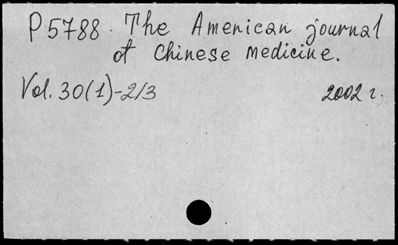 P5788 The American journal
of Chinese medicine.
Vol. 30(1)-2/3 2002 г.